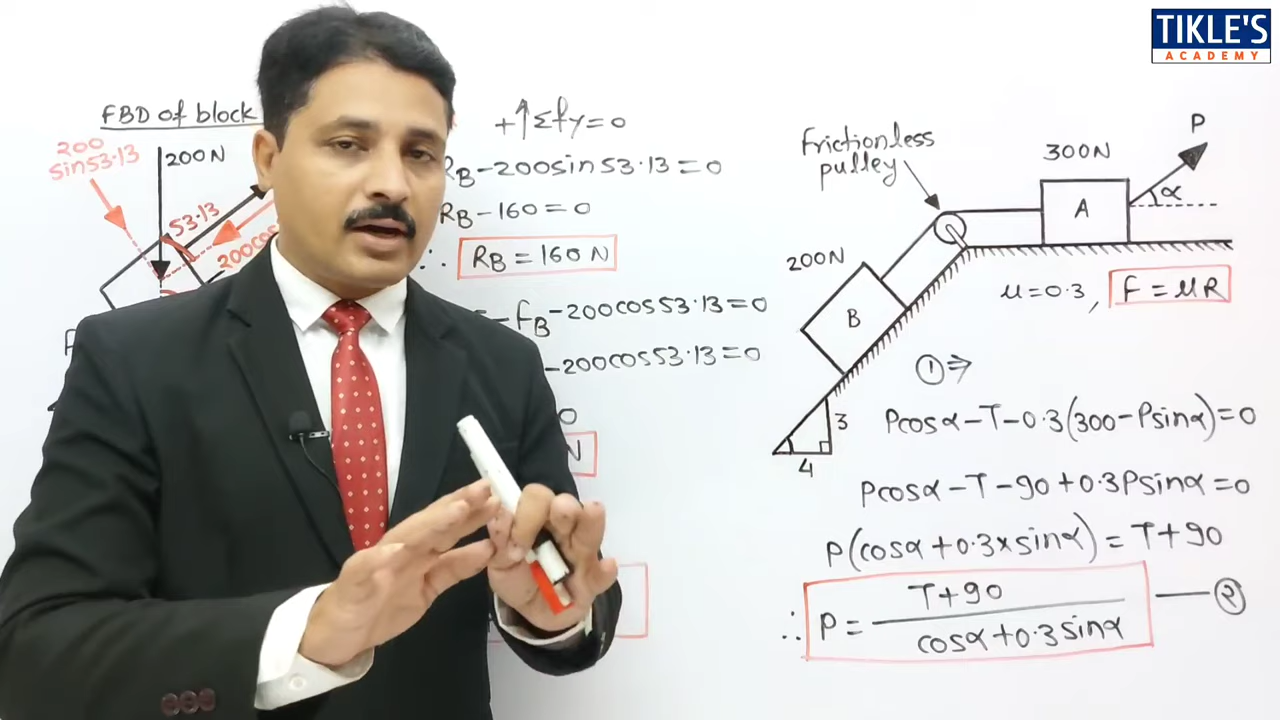 TIKLE'S
ACADEMY
FBD of block
200
sin53.13
200N
53.13
+↑Σfy=0
RB-200sin53.13=0
RB-160=0
∴ RB=160N
fB-200cos53.13=0
-200cos53.13=0
0
N
Frictionless
pulley
300N
P
A
α
200N
B
μ=0.3, F=μR
3
4
①⇒
Pcosα-T-0.3(300-Psinα)=0
Pcosα-T-90+0.3Psinα=0
P(cosα+0.3×sinα)=T+90
∴ P= T+90
cosα+0.3sinα
②